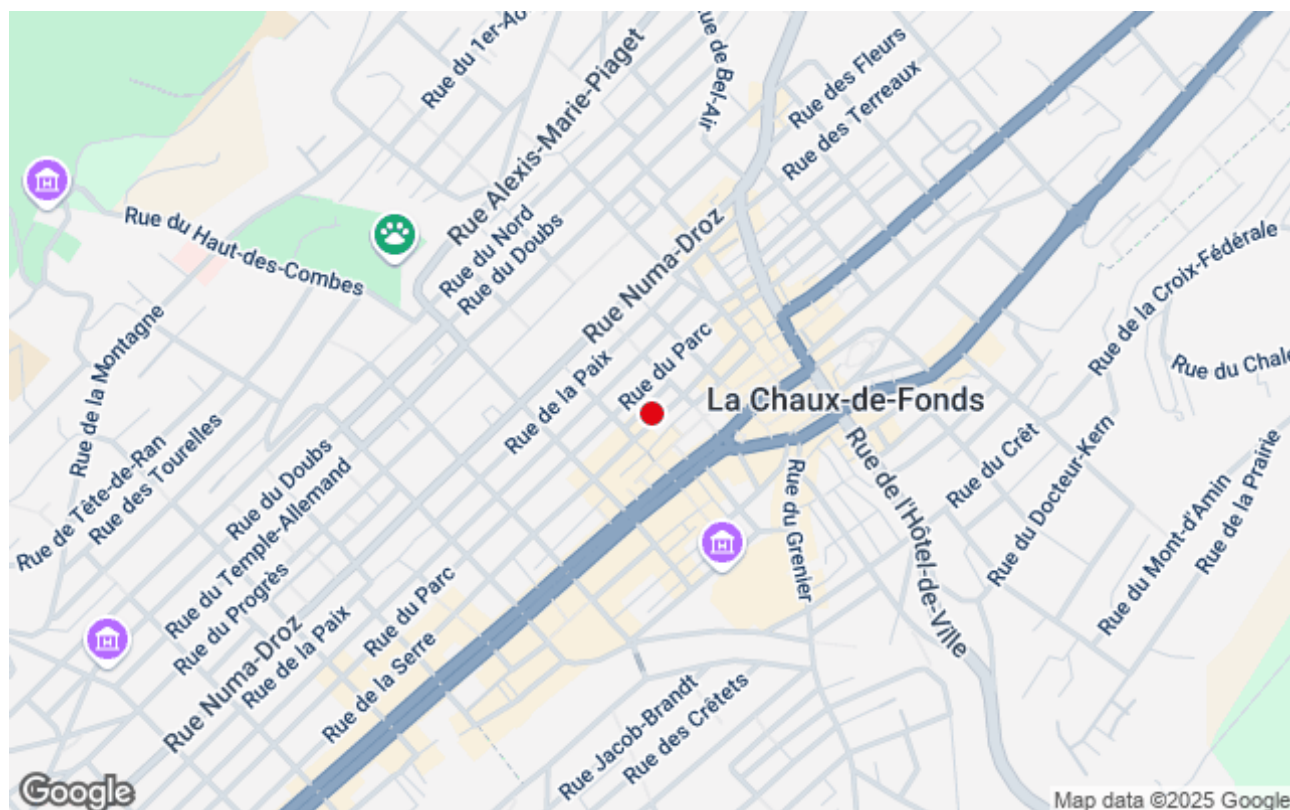 Rue du 1er-Ao
Rue de Bel-Air
Rue des Fleurs
Rue des Terreaux
Rue Alexis-Marie-Piaget
Rue du Haut-des-Combes
Rue du Nord
Rue du Doubs
Rue Numa-Droz
Rue de la Croix-Fédérale
Rue du Chale
Rue de la Montagne
Rue du Parc
Rue de la Paix
La Chaux-de-Fonds
Rue de Tête-de-Ran
Rue des Tourelles
Rue du Doubs
Rue du Temple-Allemand
Rue du Progrès
Rue Numa-Droz
Rue de la Paix
Rue du Parc
Rue de la Serre
Rue du Grenier
Rue de l'Hôtel-de-Ville
Rue du Crêt
Rue du Docteur-Kern
Rue du Mont-d'Amin
Rue de la Prairie
Rue Jacob-Brandt
Rue des Crêtets
Google
Map data ©2025 Google